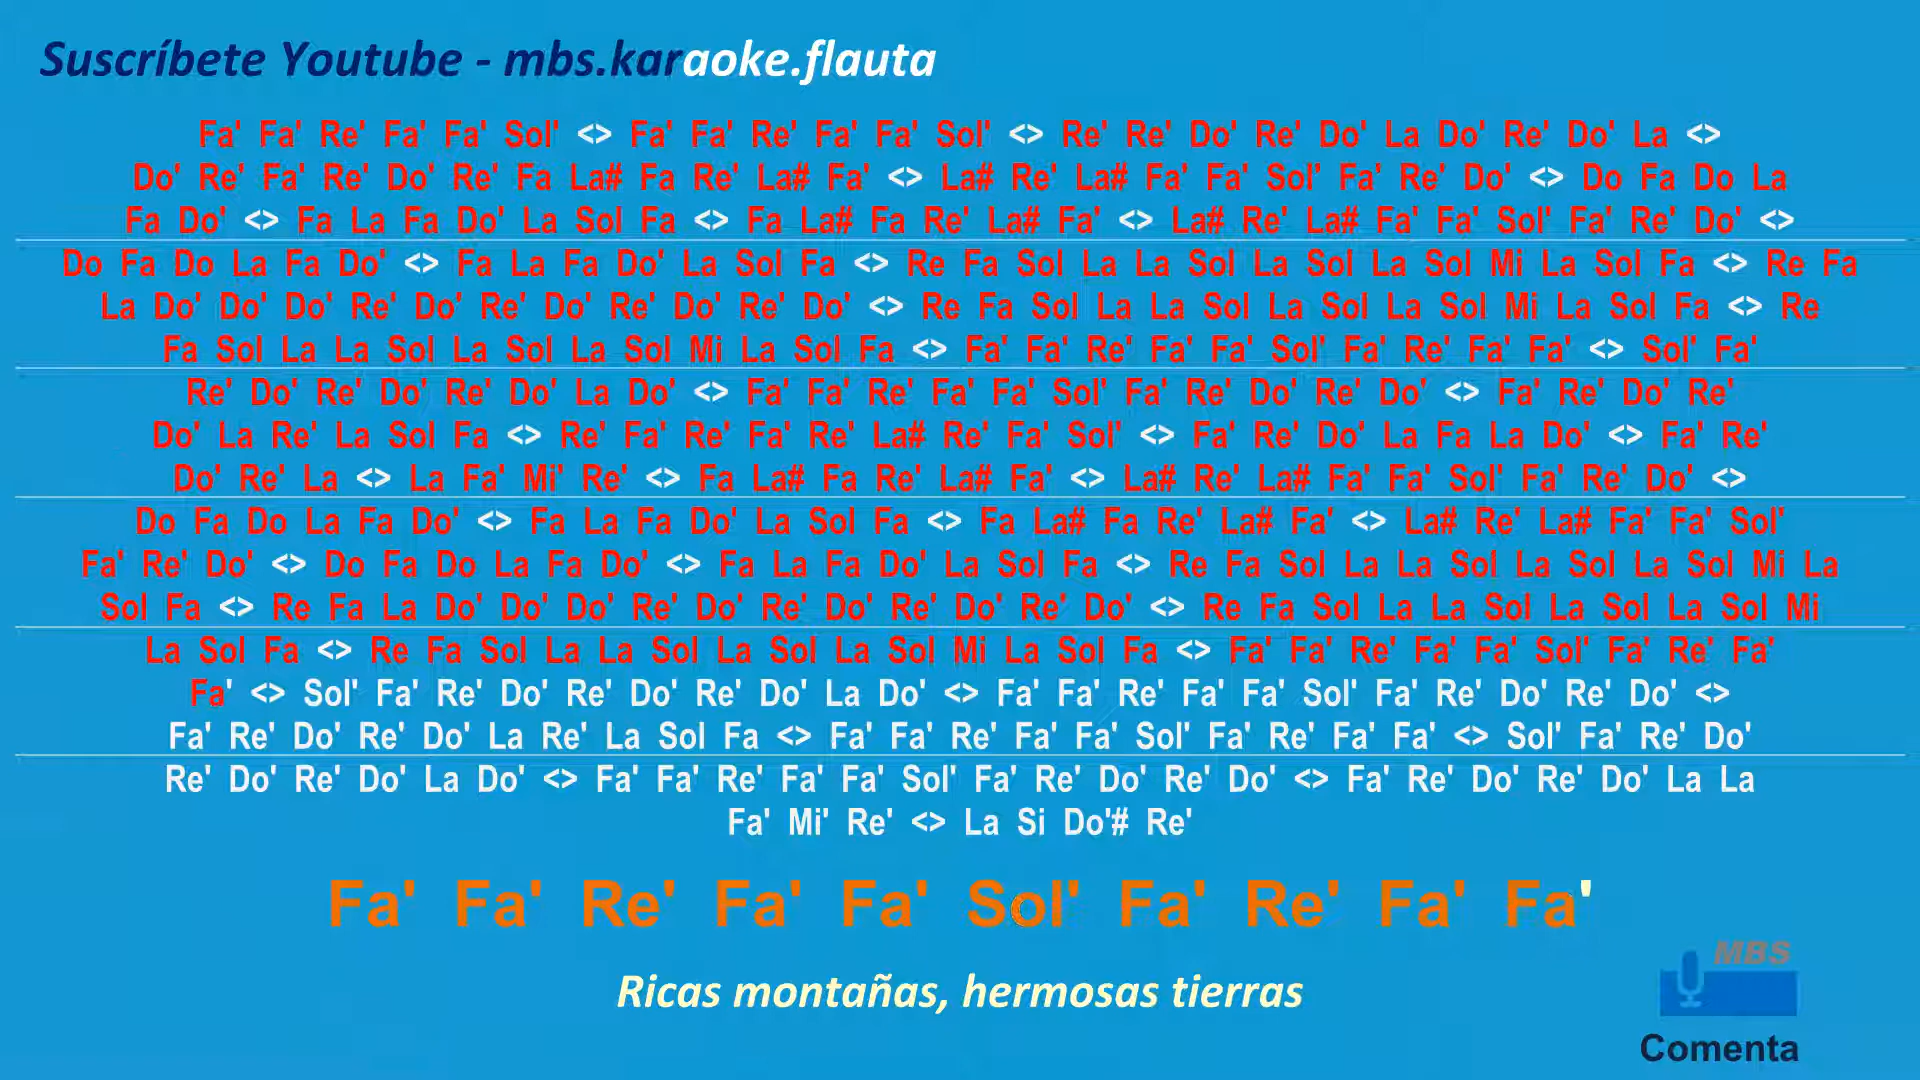 Suscríbete Youtube - mbs.karaoke.flauta
Fa' Fa' Re' Fa' Fa' Sol' <> Fa' Fa' Re' Fa' Fa' Sol' <> Re' Re' Do' Re' Do' La Do' Re' Do' La <>
Do' Re' Fa' Re' Do' Re' Fa La# Fa Re' La# Fa' <> La# Re' La# Fa' Fa' Sol' Fa' Re' Do' <> Do Fa Do La
Fa Do' <> Fa La Fa Do' La Sol Fa <> Fa La# Fa Re' La# Fa' <> La# Re' La# Fa' Fa' Sol' Fa' Re' Do' <>
Do Fa Do La Fa Do' <> Fa La Fa Do' La Sol Fa <> Re Fa Sol La La Sol La Sol La Sol Mi La Sol Fa <> Re Fa
La Do' Do' Do' Re' Do' Re' Do' Re' Do' Re' Do' <> Re Fa Sol La La Sol La Sol La Sol Mi La Sol Fa <> Re
Fa Sol La La Sol La Sol La Sol Mi La Sol Fa <> Fa' Fa' Re' Fa' Fa' Sol' Fa' Re' Fa' Fa' <> Sol' Fa'
Re' Do' Re' Do' Re' Do' La Do' <> Fa' Fa' Re' Fa' Fa' Sol' Fa' Re' Do' Re' Do' <> Fa' Re' Do' Re'
Do' La Re' La Sol Fa <> Re' Fa' Re' Fa' Re' La# Re' Fa' Sol' <> Fa' Re' Do' La Fa La Do' <> Fa' Re'
Do' Re' La <> La Fa' Mi' Re' <> Fa La# Fa Re' La# Fa' <> La# Re' La# Fa' Fa' Sol' Fa' Re' Do' <>
Do Fa Do La Fa Do' <> Fa La Fa Do' La Sol Fa <> Fa La# Fa Re' La# Fa' <> La# Re' La# Fa' Fa' Sol'
Fa' Re' Do' <> Do Fa Do La Fa Do' <> Fa La Fa Do' La Sol Fa <> Re Fa Sol La La Sol La Sol La Sol Mi La
Sol Fa <> Re Fa La Do' Do' Do' Re' Do' Re' Do' Re' Do' Re' Do' <> Re Fa Sol La La Sol La Sol La Sol Mi
La Sol Fa <> Re Fa Sol La La Sol La Sol La Sol Mi La Sol Fa <> Fa' Fa' Re' Fa' Fa' Sol' Fa' Re' Fa'
Fa' <> Sol' Fa' Re' Do' Re' Do' Re' Do' La Do' <> Fa' Fa' Re' Fa' Fa' Sol' Fa' Re' Do' Re' Do' <>
Fa' Re' Do' Re' Do' La Re' La Sol Fa <> Fa' Fa' Re' Fa' Fa' Sol' Fa' Re' Fa' Fa' <> Sol' Fa' Re' Do'
Re' Do' Re' Do' La Do' <> Fa' Fa' Re' Fa' Fa' Sol' Fa' Re' Do' Re' Do' <> Fa' Re' Do' Re' Do' La La
Fa' Mi' Re' <> La Si Do'# Re'
Fa' Fa' Re' Fa' Fa' Sol' Fa' Re' Fa' Fa'
Ricas montañas, hermosas tierras
MBS
Comenta